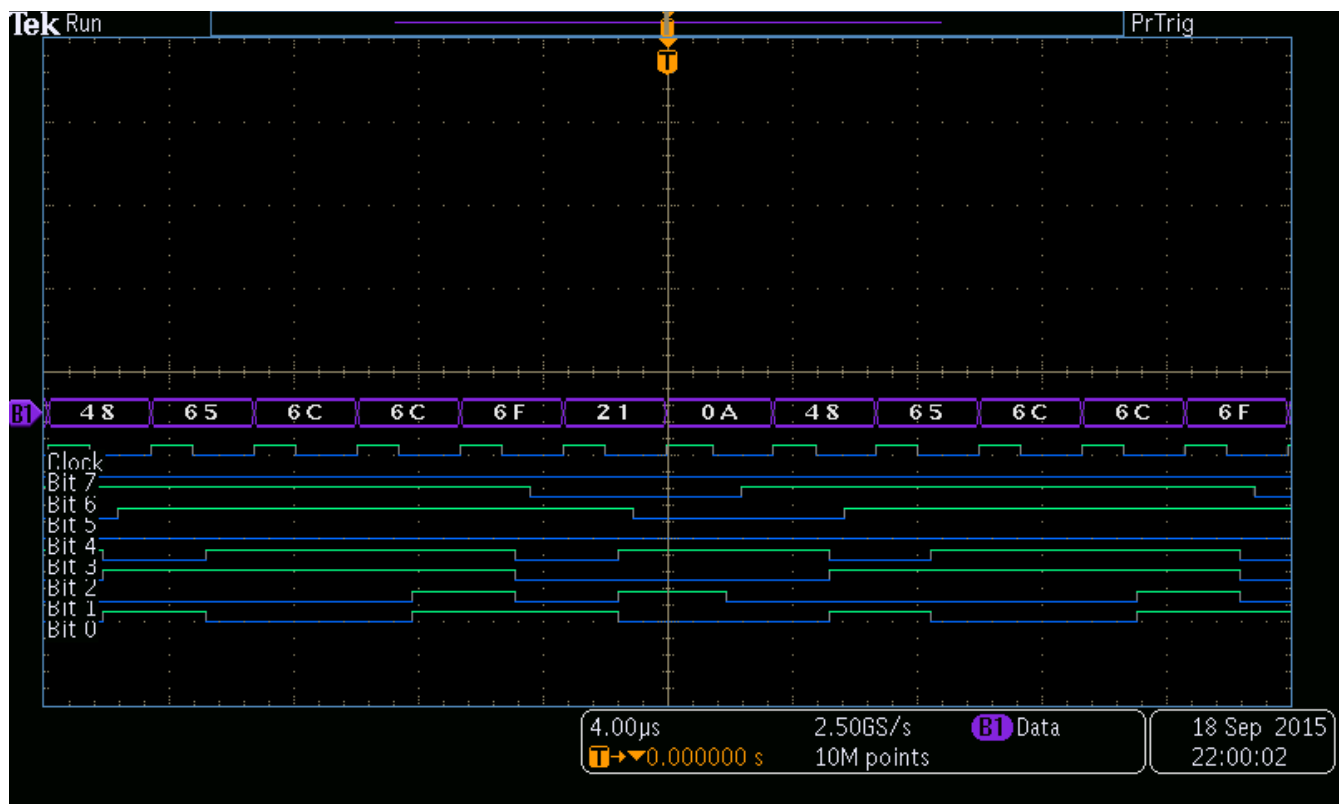 Tek Run PrTrig
T
B1 48 65 6C 6C 6F 21 0A 48 65 6C 6C 6F
Clock
Bit 7
Bit 6
Bit 5
Bit 4
Bit 3
Bit 2
Bit 1
Bit 0
4.00µs 2.50GS/s B1 Data 18 Sep 2015
T→▼0.000000 s 10M points 22:00:02